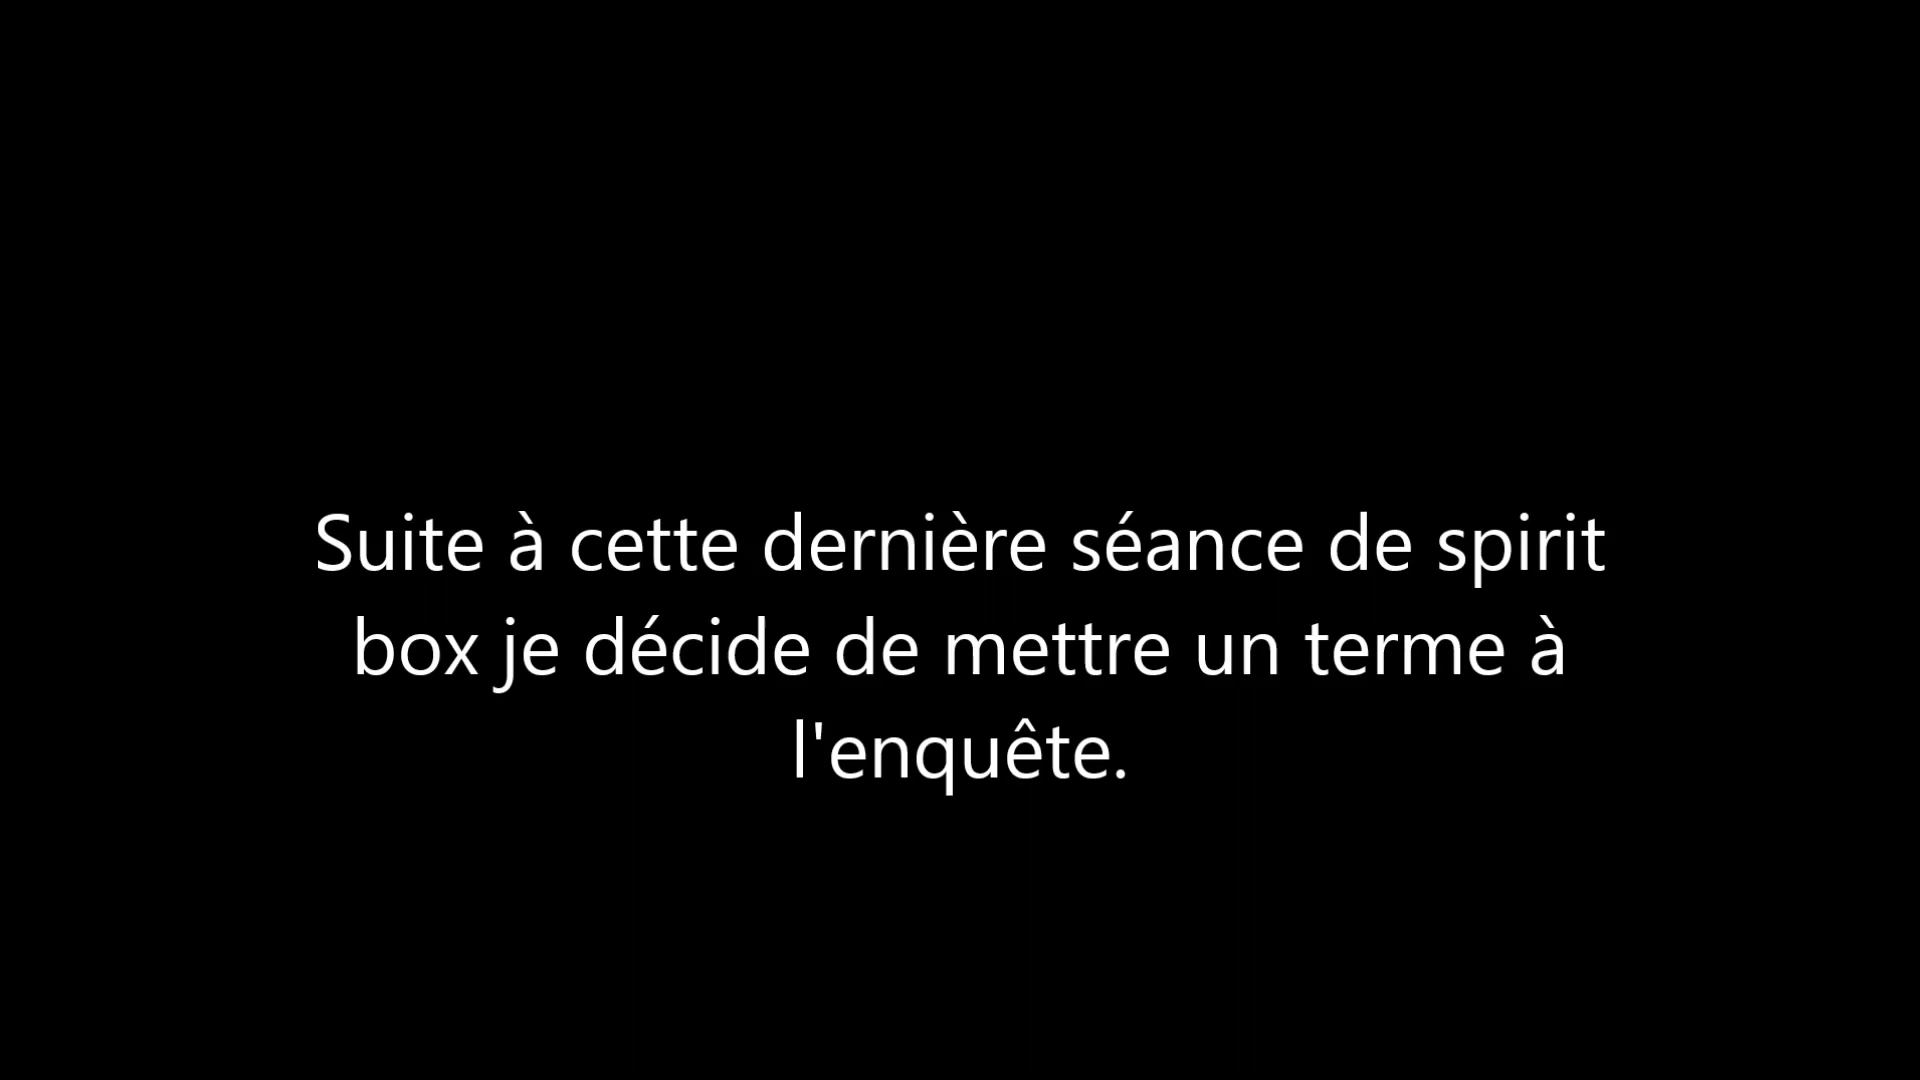 Suite à cette dernière séance de spirit
box je décide de mettre un terme à
l'enquête.